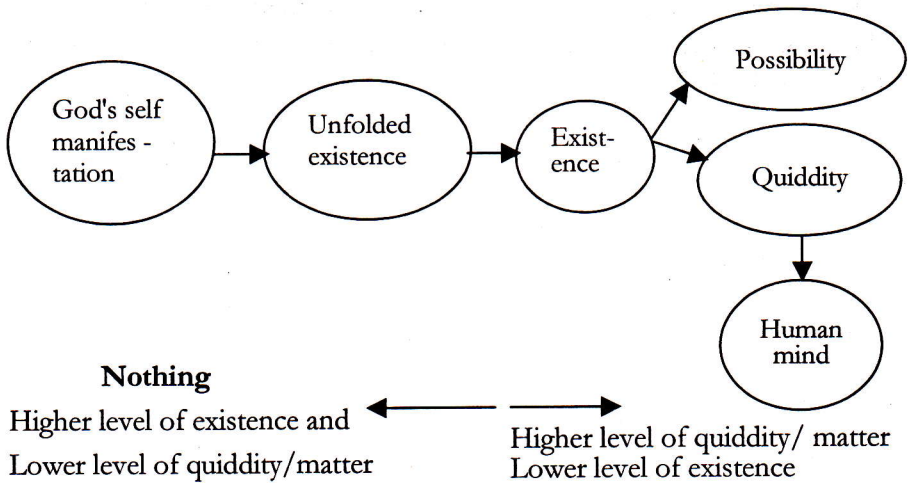 God's self
manifes -
tation
Unfolded
existence
Exist-
ence
Possibility
Quiddity
Human
mind
Nothing
Higher level of existence and
Lower level of quiddity/matter
Higher level of quiddity/ matter
Lower level of existence